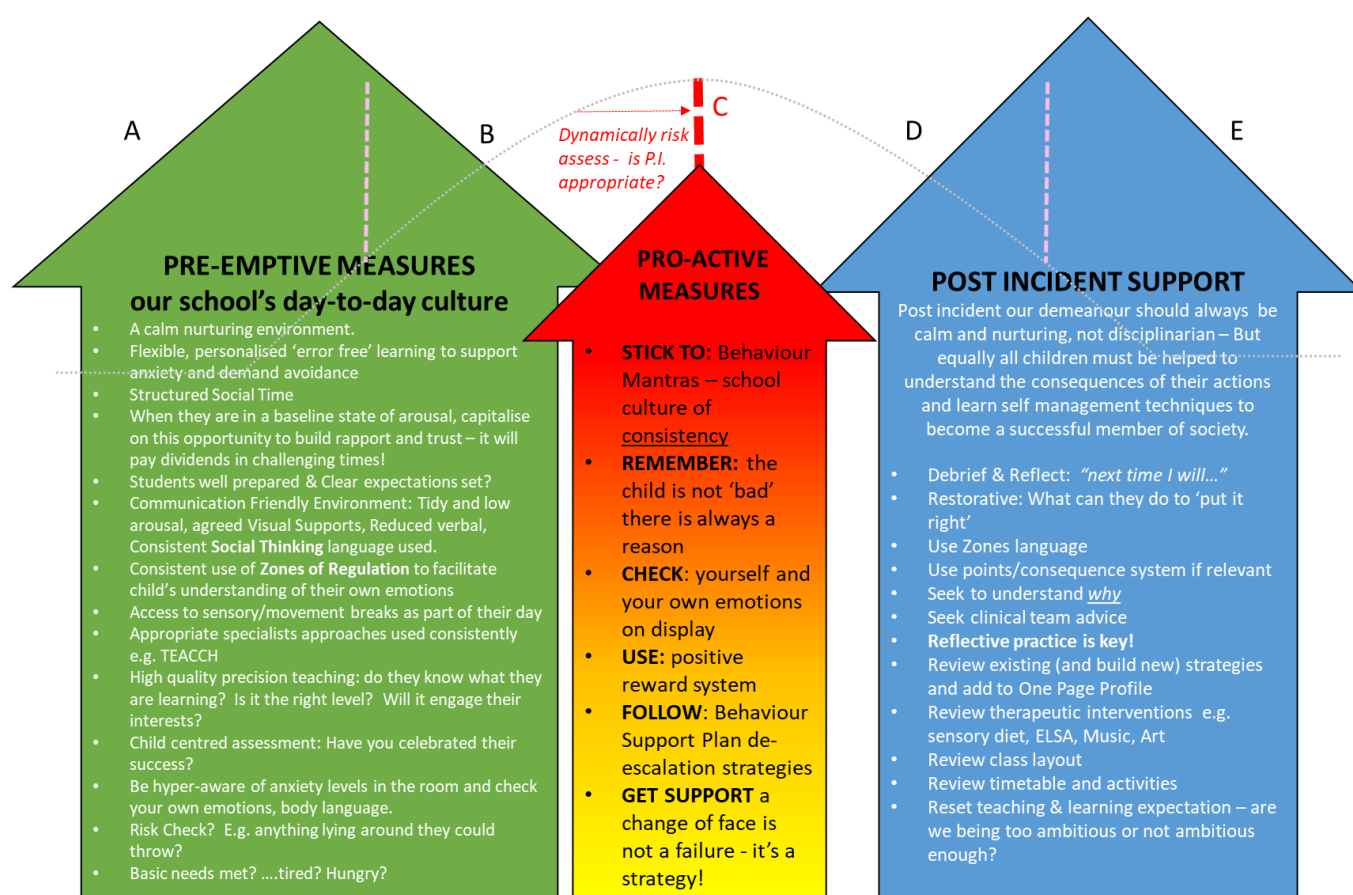 A
B
C
D
E
Dynamically risk
assess - is P.I.
appropriate?
PRE-EMPTIVE MEASURES
our school's day-to-day culture
• A calm nurturing environment.
• Flexible, personalised 'error free' learning to support
anxiety and demand avoidance
• Structured Social Time
• When they are in a baseline state of arousal, capitalise
on this opportunity to build rapport and trust – it will
pay dividends in challenging times!
• Students well prepared & Clear expectations set?
• Communication Friendly Environment: Tidy and low
arousal, agreed Visual Supports, Reduced verbal,
Consistent Social Thinking language used.
• Consistent use of Zones of Regulation to facilitate
child's understanding of their own emotions
• Access to sensory/movement breaks as part of their day
• Appropriate specialists approaches used consistently
e.g. TEACCH
• High quality precision teaching: do they know what they
are learning? Is it the right level? Will it engage their
interests?
• Child centred assessment: Have you celebrated their
success?
• Be hyper-aware of anxiety levels in the room and check
your own emotions, body language.
• Risk Check? E.g. anything lying around they could
throw?
• Basic needs met? ....tired? Hungry?
PRO-ACTIVE
MEASURES
• STICK TO: Behaviour
Mantras – school
culture of
consistency
• REMEMBER: the
child is not 'bad'
there is always a
reason
• CHECK: yourself and
your own emotions
on display
• USE: positive
reward system
• FOLLOW: Behaviour
Support Plan de-
escalation strategies
• GET SUPPORT a
change of face is
not a failure - it's a
strategy!
POST INCIDENT SUPPORT
Post incident our demeanour should always be
calm and nurturing, not disciplinarian – But
equally all children must be helped to
understand the consequences of their actions
and learn self management techniques to
become a successful member of society.
• Debrief & Reflect: "next time I will..."
• Restorative: What can they do to 'put it
right'
• Use Zones language
• Use points/consequence system if relevant
• Seek to understand why
• Seek clinical team advice
• Reflective practice is key!
• Review existing (and build new) strategies
and add to One Page Profile
• Review therapeutic interventions e.g.
sensory diet, ELSA, Music, Art
• Review class layout
• Review timetable and activities
• Reset teaching & learning expectation – are
we being too ambitious or not ambitious
enough?